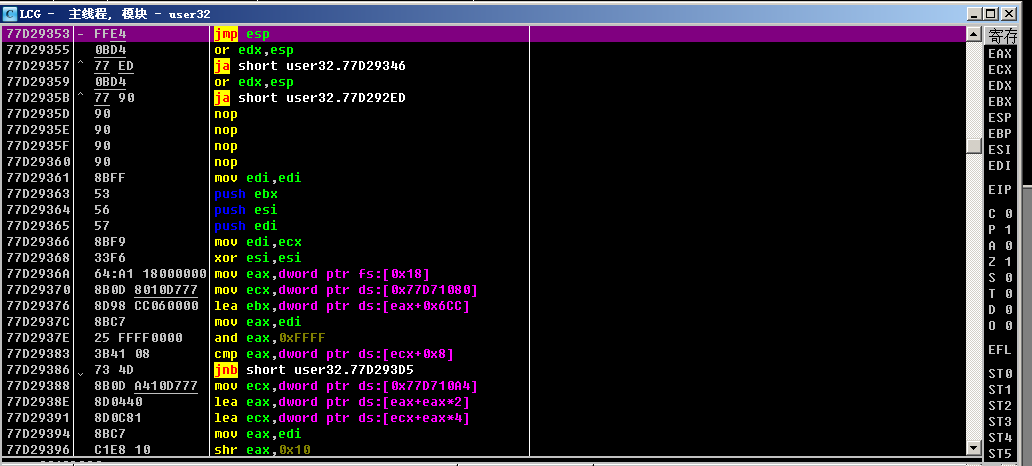 LCG - 主线程, 模块 - user32
77D29353 - FFE4 jmp esp
77D29355 0BD4 or edx,esp
77D29357 ^ 77 ED ja short user32.77D29346
77D29359 0BD4 or edx,esp
77D2935B ^ 77 90 ja short user32.77D292ED
77D2935D 90 nop
77D2935E 90 nop
77D2935F 90 nop
77D29360 90 nop
77D29361 8BFF mov edi,edi
77D29363 53 push ebx
77D29364 56 push esi
77D29365 57 push edi
77D29366 8BF9 mov edi,ecx
77D29368 33F6 xor esi,esi
77D2936A 64:A1 18000000 mov eax,dword ptr fs:[0x18]
77D29370 8B0D 8010D777 mov ecx,dword ptr ds:[0x77D71080]
77D29376 8D98 CC060000 lea ebx,dword ptr ds:[eax+0x6CC]
77D2937C 8BC7 mov eax,edi
77D2937E 25 FFFF0000 and eax,0xFFFF
77D29383 3B41 08 cmp eax,dword ptr ds:[ecx+0x8]
77D29386 73 4D jnb short user32.77D293D5
77D29388 8B0D A410D777 mov ecx,dword ptr ds:[0x77D710A4]
77D2938E 8D0440 lea eax,dword ptr ds:[eax+eax*2]
77D29391 8D0C81 lea ecx,dword ptr ds:[ecx+eax*4]
77D29394 8BC7 mov eax,edi
77D29396 C1E8 10 shr eax,0x10
寄存
EAX
ECX
EDX
EBX
ESP
EBP
ESI
EDI
EIP
C 0
P 1
A 0
Z 1
S 0
T 0
D 0
O 0
EFL
ST0
ST1
ST2
ST3
ST4
ST5